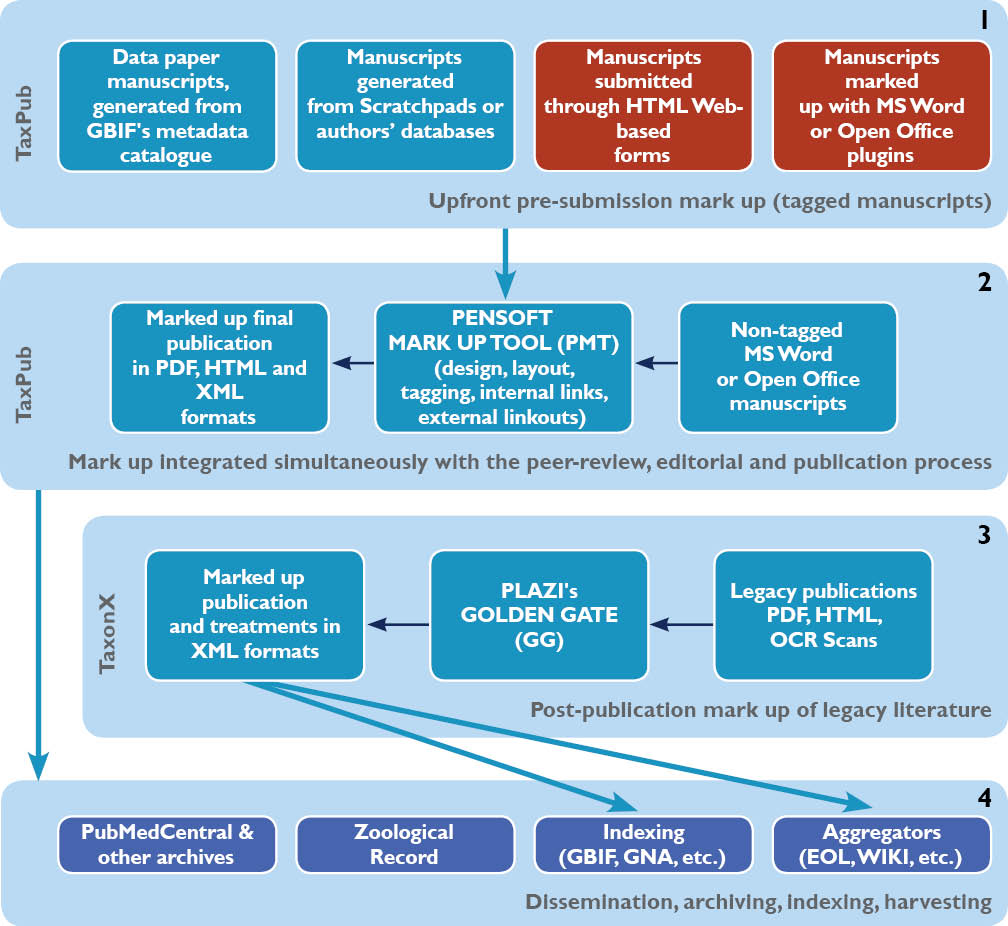 1
TaxPub
Data paper
manuscripts,
generated from
GBIF's metadata
catalogue
Manuscripts
generated
from Scratchpads or
authors’ databases
Manuscripts
submitted
through HTML Web-
based
forms
Manuscripts
marked
up with MS Word
or Open Office
plugins
Upfront pre-submission mark up (tagged manuscripts)
2
TaxPub
Marked up final
publication
in PDF, HTML and
XML
formats
PENSOFT
MARK UP TOOL (PMT)
(design, layout,
tagging, internal links,
external linkouts)
Non-tagged
MS Word
or Open Office
manuscripts
Mark up integrated simultaneously with the peer-review, editorial and publication process
3
TaxonX
Marked up
publication
and treatments in
XML formats
PLAZI's
GOLDEN GATE
(GG)
Legacy publications
PDF, HTML,
OCR Scans
Post-publication mark up of legacy literature
4
PubMedCentral &
other archives
Zoological
Record
Indexing
(GBIF, GNA, etc.)
Aggregators
(EOL, WIKI, etc.)
Dissemination, archiving, indexing, harvesting